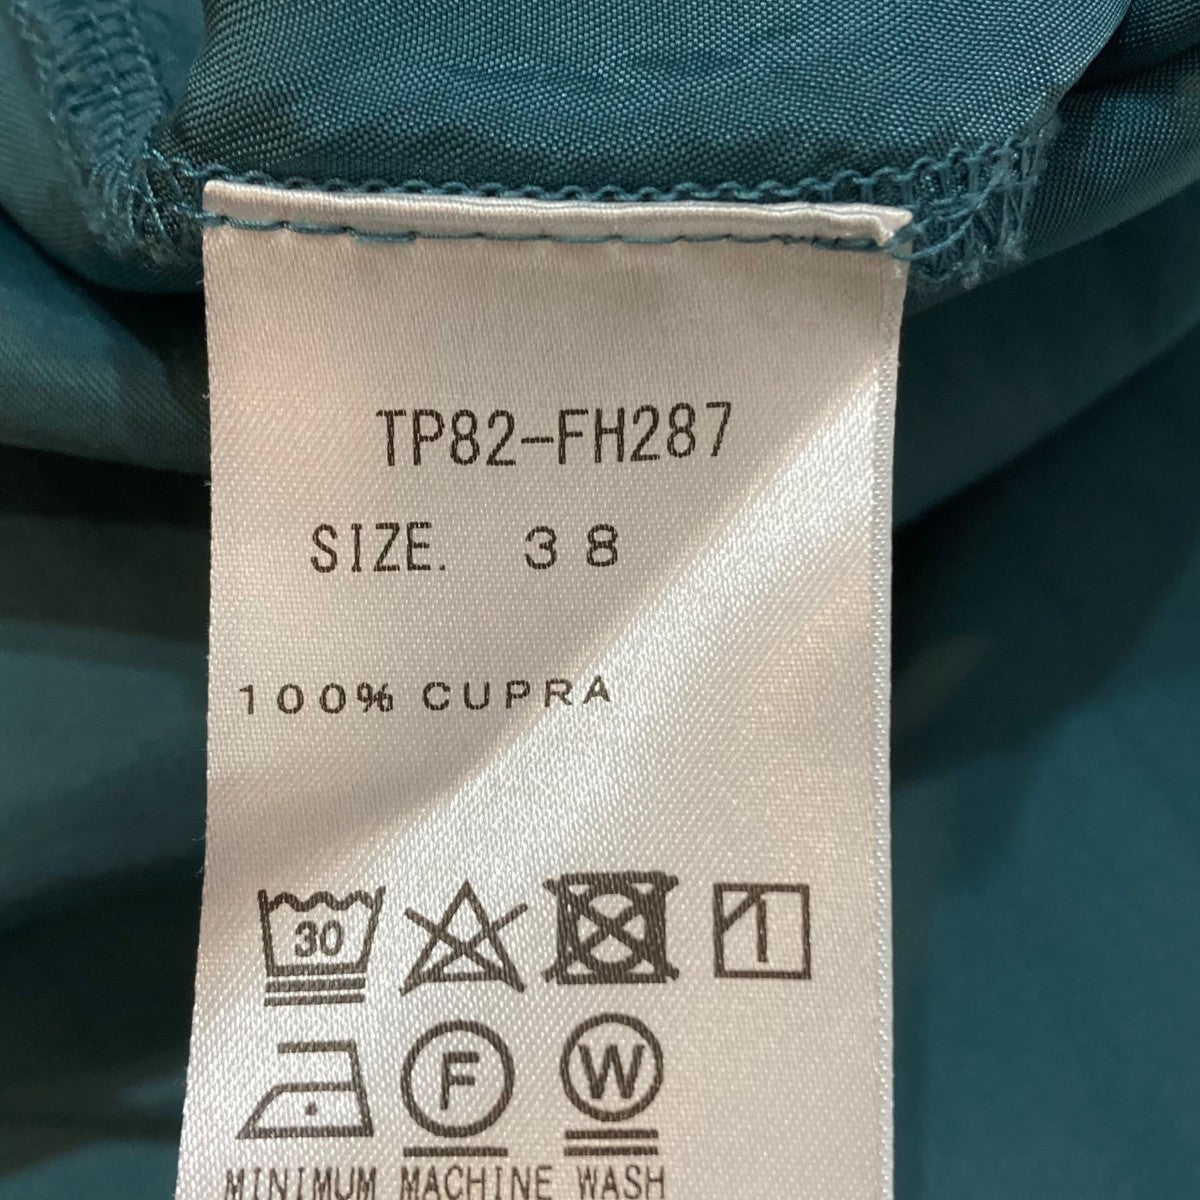 TP82-FH287
SIZE. 38
100% CUPRA
30
F W
MINIMUM MACHINE WASH